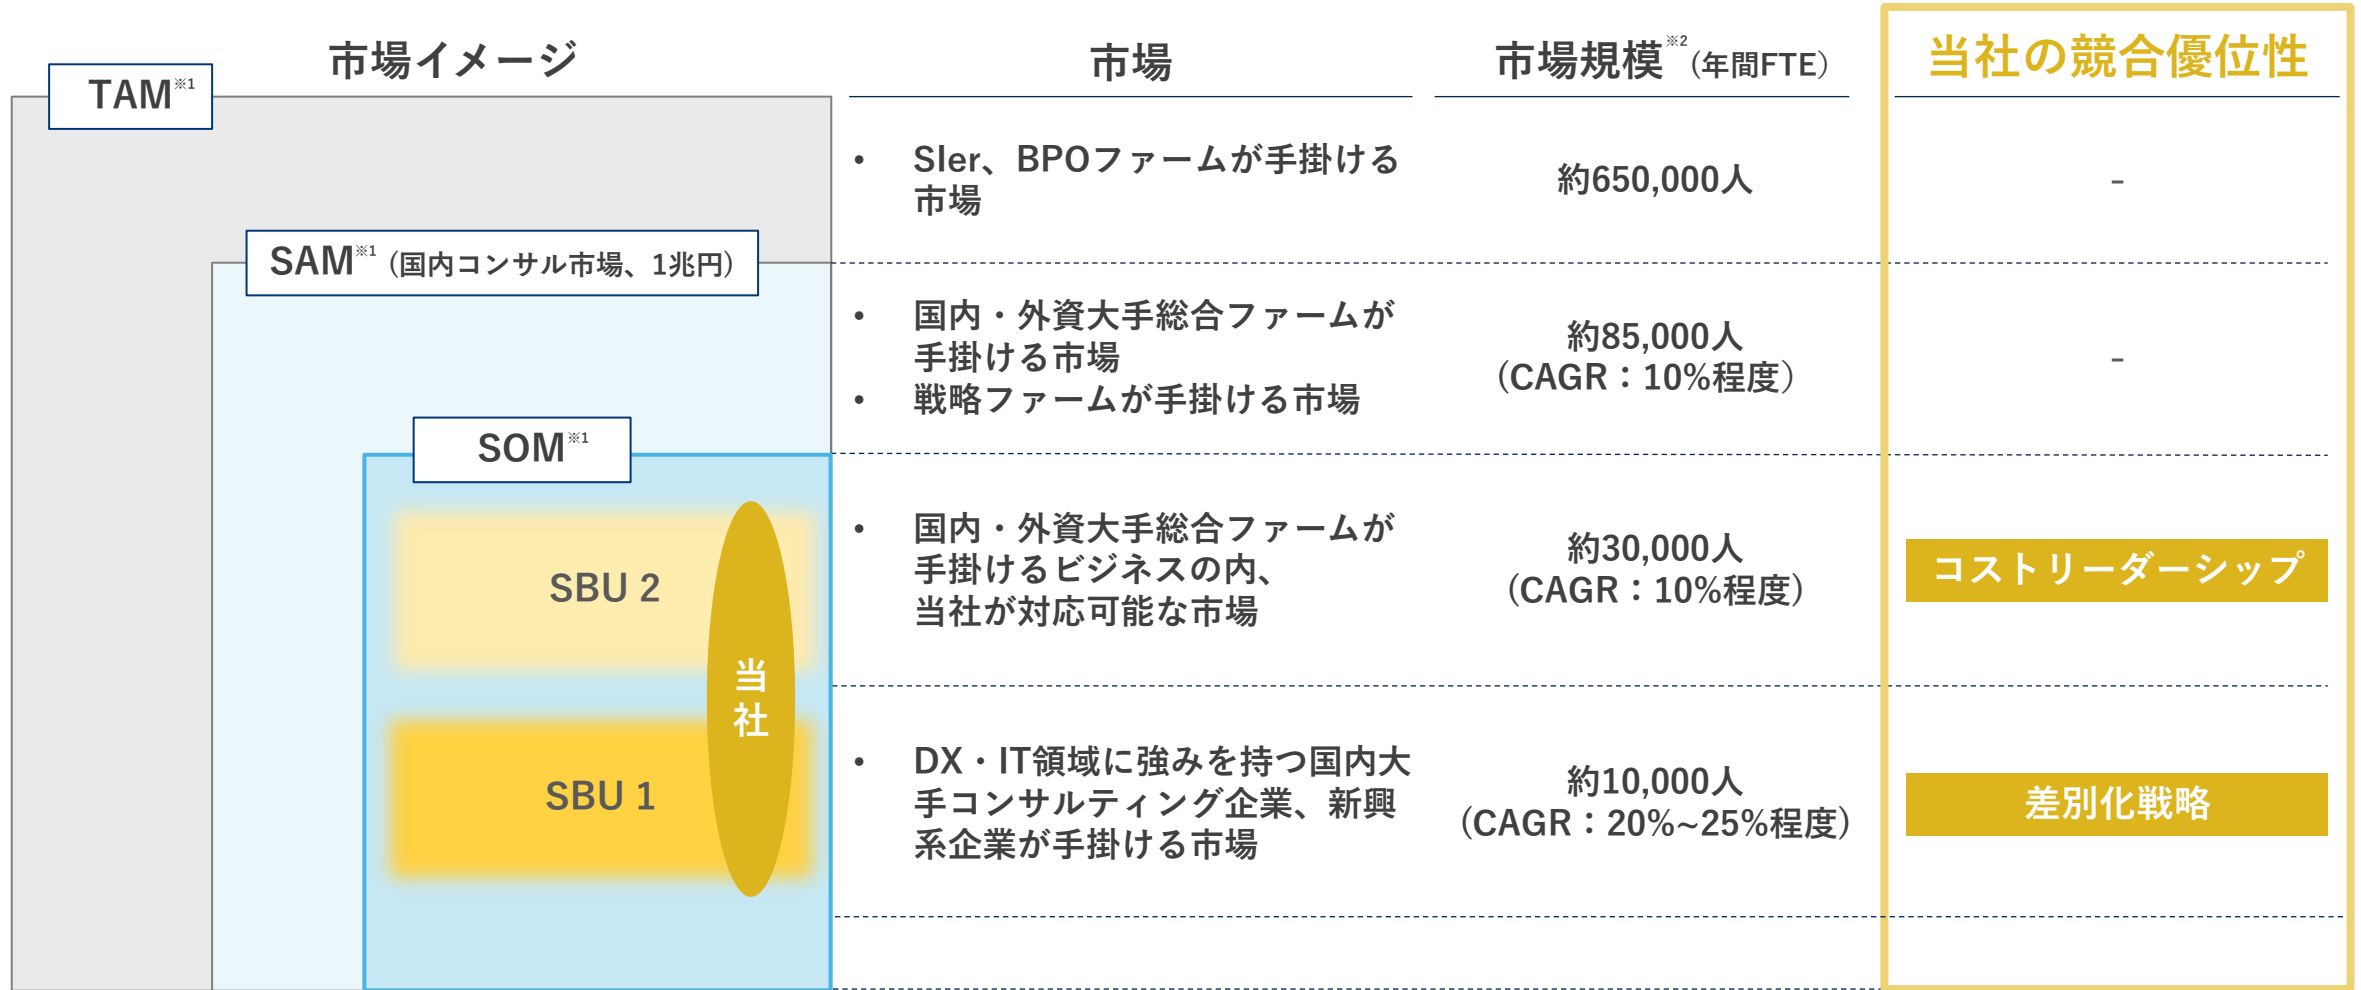 市場イメージ
市場
市場規模※2(年間FTE)
当社の競合優位性
TAM※1
• SIer、BPOファームが手掛ける
市場
約650,000人
-
SAM※1 (国内コンサル市場、1兆円)
• 国内・外資大手総合ファームが
手掛ける市場
• 戦略ファームが手掛ける市場
約85,000人
(CAGR：10%程度)
-
SOM※1
SBU 2
当社
• 国内・外資大手総合ファームが
手掛けるビジネスの内、
当社が対応可能な市場
約30,000人
(CAGR：10%程度)
コストリーダーシップ
SBU 1
• DX・IT領域に強みを持つ国内大
手コンサルティング企業、新興
系企業が手掛ける市場
約10,000人
(CAGR：20%~25%程度)
差別化戦略